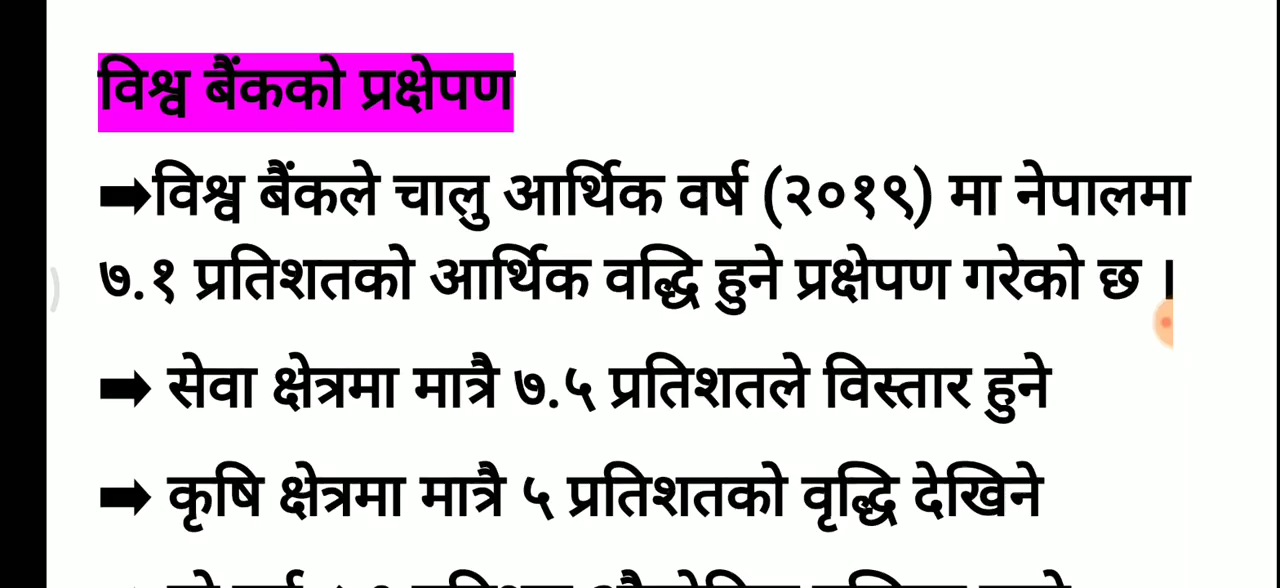 विश्व बैंकको प्रक्षेपण
➡विश्व बैंकले चालु आर्थिक वर्ष (२०१९) मा नेपालमा
७.१ प्रतिशतको आर्थिक वद्धि हुने प्रक्षेपण गरेको छ ।
➡ सेवा क्षेत्रमा मात्रै ७.५ प्रतिशतले विस्तार हुने
➡ कृषि क्षेत्रमा मात्रै ५ प्रतिशतको वृद्धि देखिने